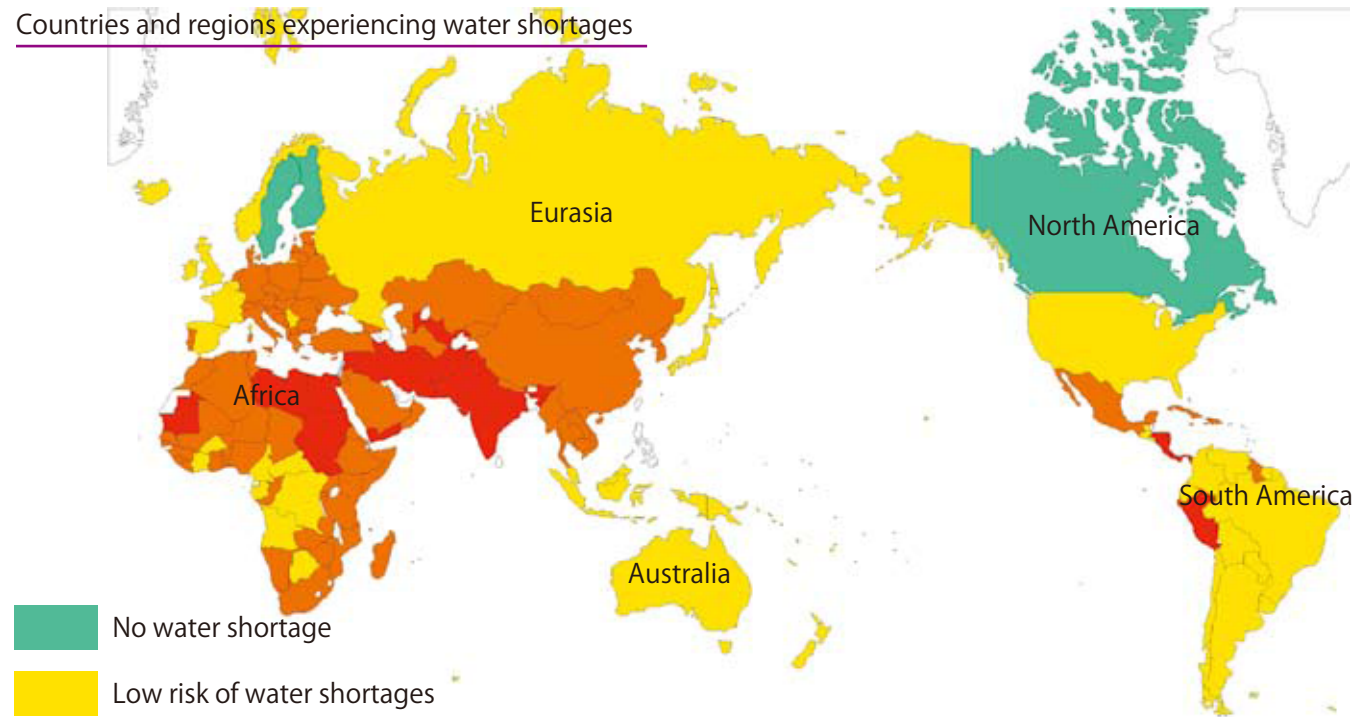 Countries and regions experiencing water shortages
Eurasia
North America
Africa
South America
Australia
No water shortage
Low risk of water shortages